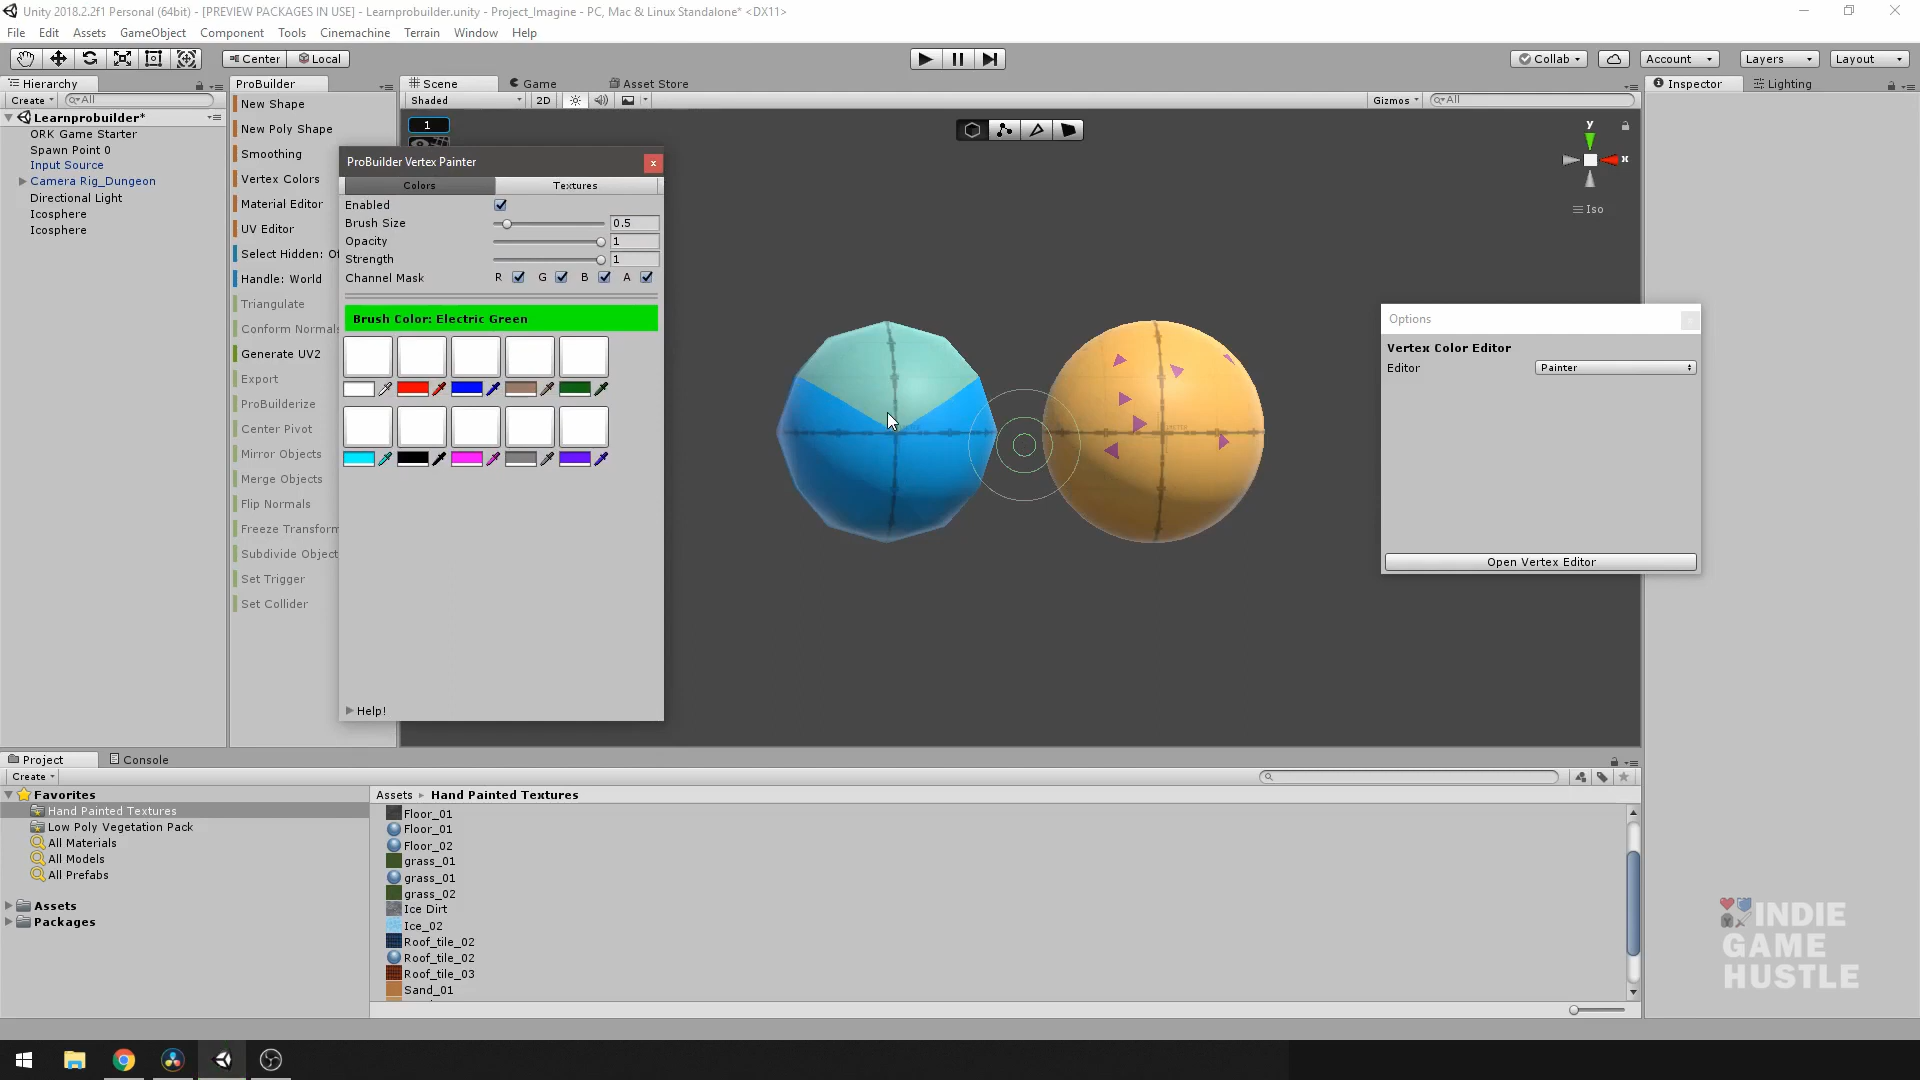 Unity 2018.2.2f1 Personal (64bit) - [PREVIEW PACKAGES IN USE] - Learnprobuilder.unity - Project_Imagine - PC, Mac & Linux Standalone* <DX11>
File Edit Assets GameObject Component Tools Cinemachine Terrain Window Help
Center Local Collab Account Layers Layout
Hierarchy
Create All
Learnprobuilder*
ORK Game Starter
Spawn Point 0
Input Source
Camera Rig_Dungeon
Directional Light
Icosphere
Icosphere
ProBuilder
New Shape
New Poly Shape
Smoothing
Vertex Colors
Material Editor
UV Editor
Select Hidden: O
Handle: World
Triangulate
Conform Normal
Generate UV2
Export
ProBuilderize
Center Pivot
Mirror Objects
Merge Objects
Flip Normals
Freeze Transform
Subdivide Object
Set Trigger
Set Collider
Scene Game Asset Store
Shaded 2D Gizmos All
1
y
x
Iso
ProBuilder Vertex Painter x
Colors Textures
Enabled
Brush Size 0.5
Opacity 1
Strength 1
Channel Mask R G B A
Brush Color: Electric Green
Help!
Options
Vertex Color Editor
Editor Painter
Open Vertex Editor
Inspector Lighting
Project Console
Create
Favorites
Hand Painted Textures
Low Poly Vegetation Pack
All Materials
All Models
All Prefabs
Assets
Packages
Assets Hand Painted Textures
Floor_01
Floor_01
Floor_02
grass_01
grass_01
grass_02
Ice Dirt
Ice_02
Roof_tile_02
Roof_tile_02
Roof_tile_03
Sand_01
INDIE
GAME
HUSTLE